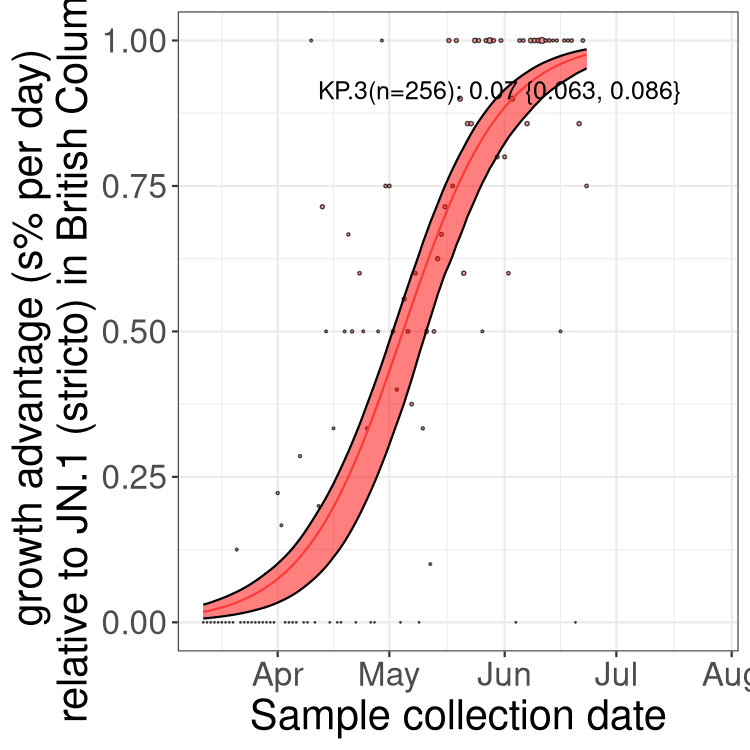 growth advantage (s% per day)
relative to JN.1 (stricto) in British Colum
1.00
0.75
0.50
0.25
0.00
KP.3(n=256): 0.07 {0.063, 0.086}
Apr May Jun Jul Aug
Sample collection date